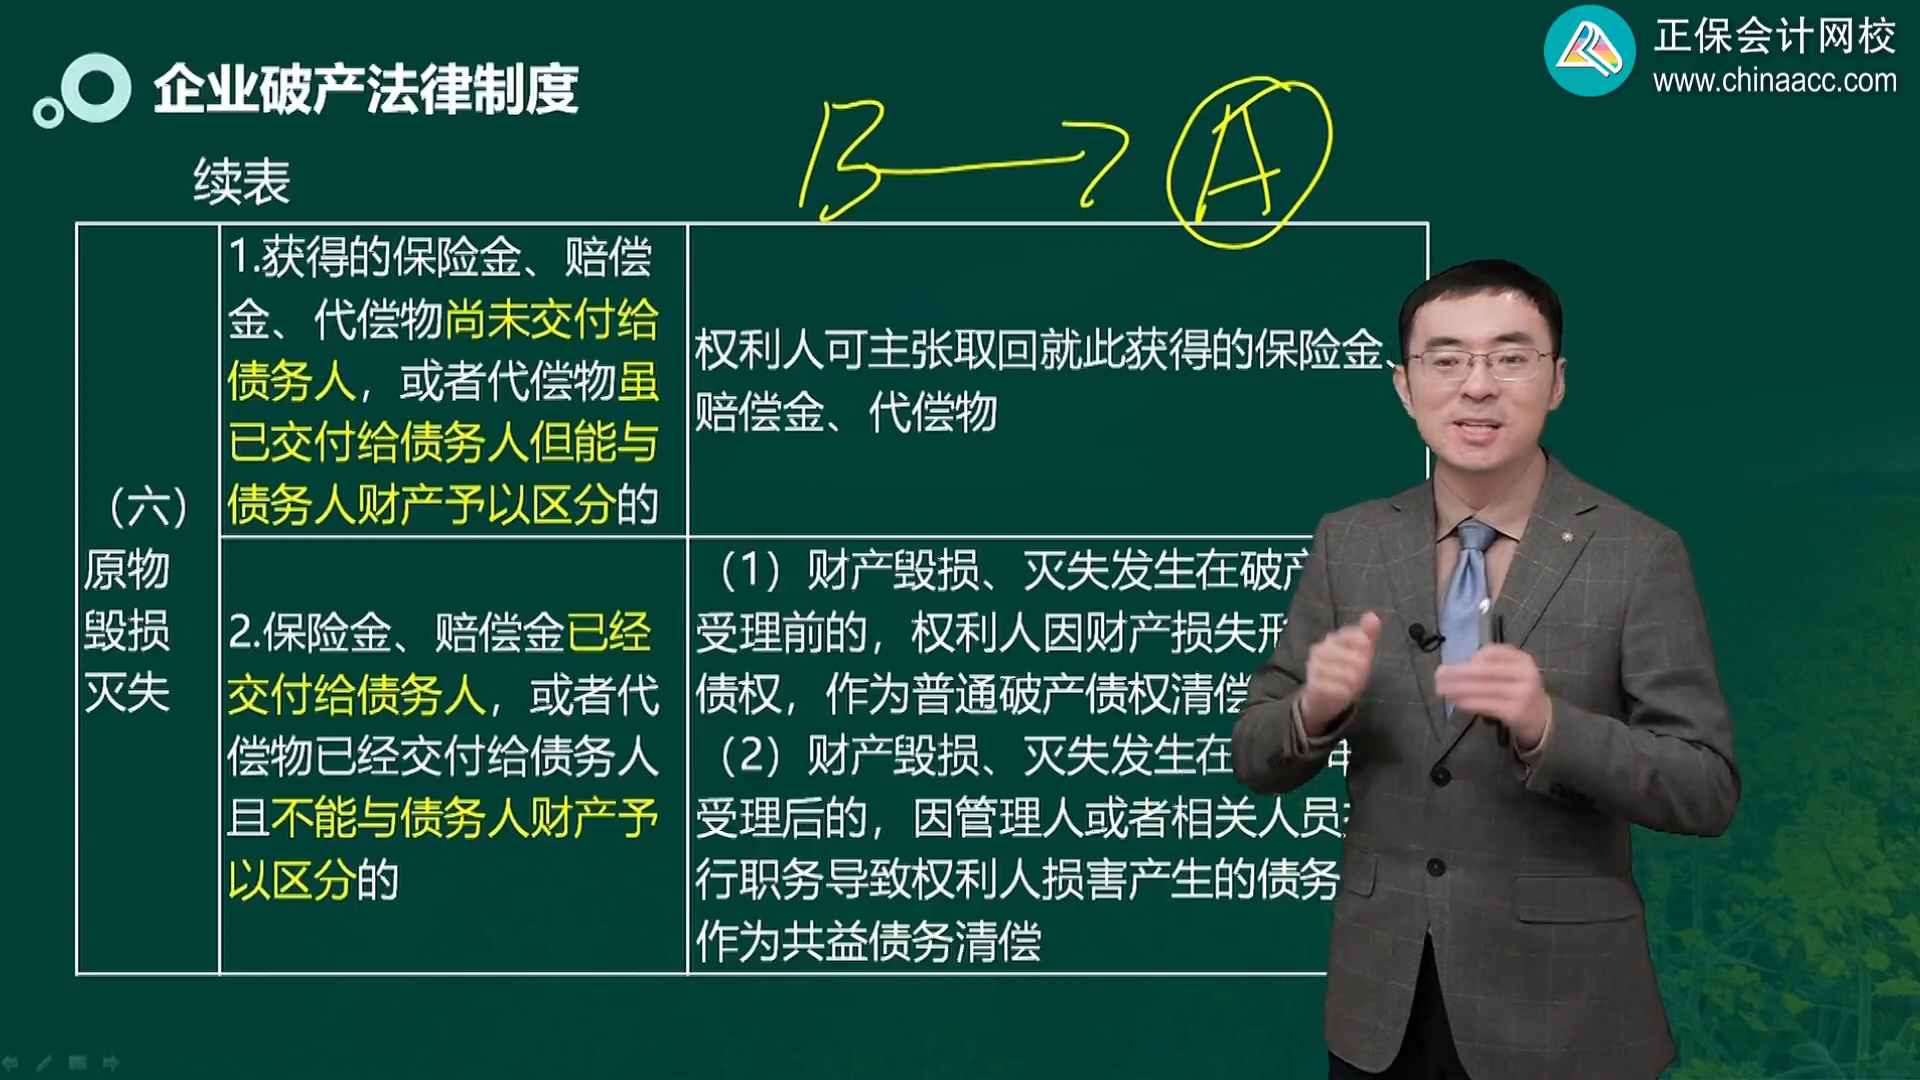 正保会计网校
www.chinaacc.com
企业破产法律制度
B A
续表
（六）
原物
毁损
灭失
1.获得的保险金、赔偿
金、代偿物尚未交付给
债务人，或者代偿物虽
已交付给债务人但能与
债务人财产予以区分的
权利人可主张取回就此获得的保险金、
赔偿金、代偿物
2.保险金、赔偿金已经
交付给债务人，或者代
偿物已经交付给债务人
且不能与债务人财产予
以区分的
（1）财产毁损、灭失发生在破产
受理前的，权利人因财产损失形
债权，作为普通破产债权清偿
（2）财产毁损、灭失发生在
受理后的，因管理人或者相关人员
行职务导致权利人损害产生的债务
作为共益债务清偿